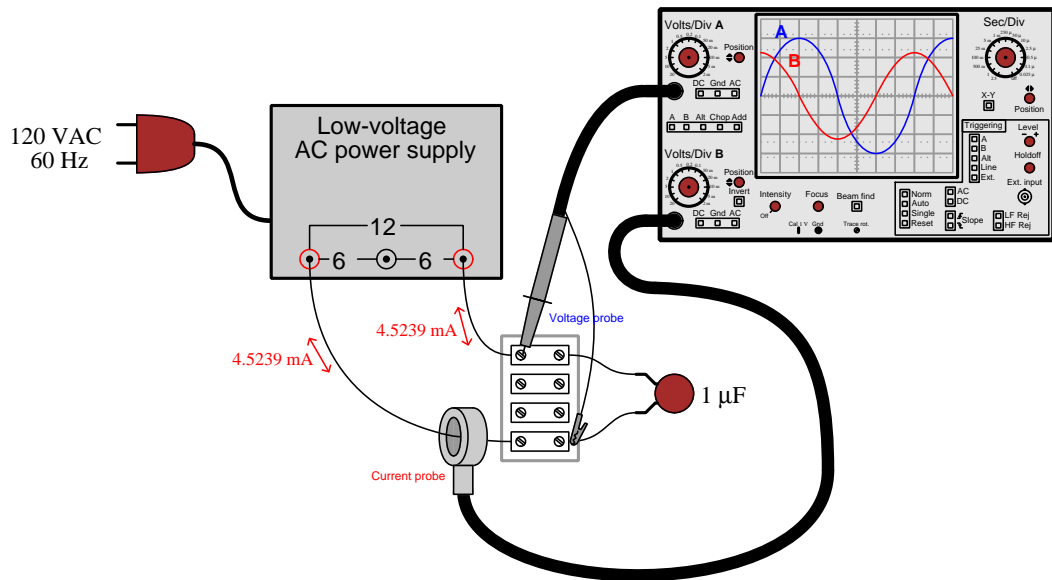 120 VAC
60 Hz
Low-voltage
AC power supply
12
6 6
4.5239 mA
4.5239 mA
Voltage probe
Current probe
1 µF
Volts/Div A
Position
DC Gnd AC
A B Alt Chop Add
Volts/Div B
Position
Invert
DC Gnd AC
A
B
Intensity
Off
Focus
Beam find
Cal 1 V Gnd
Trace rot.
Sec/Div
X-Y
Position
Triggering
A
B
Alt
Line
Ext.
Level
- +
Holdoff
Ext. input
Norm
Auto
Single
Reset
AC
DC
Slope
LF Rej
HF Rej